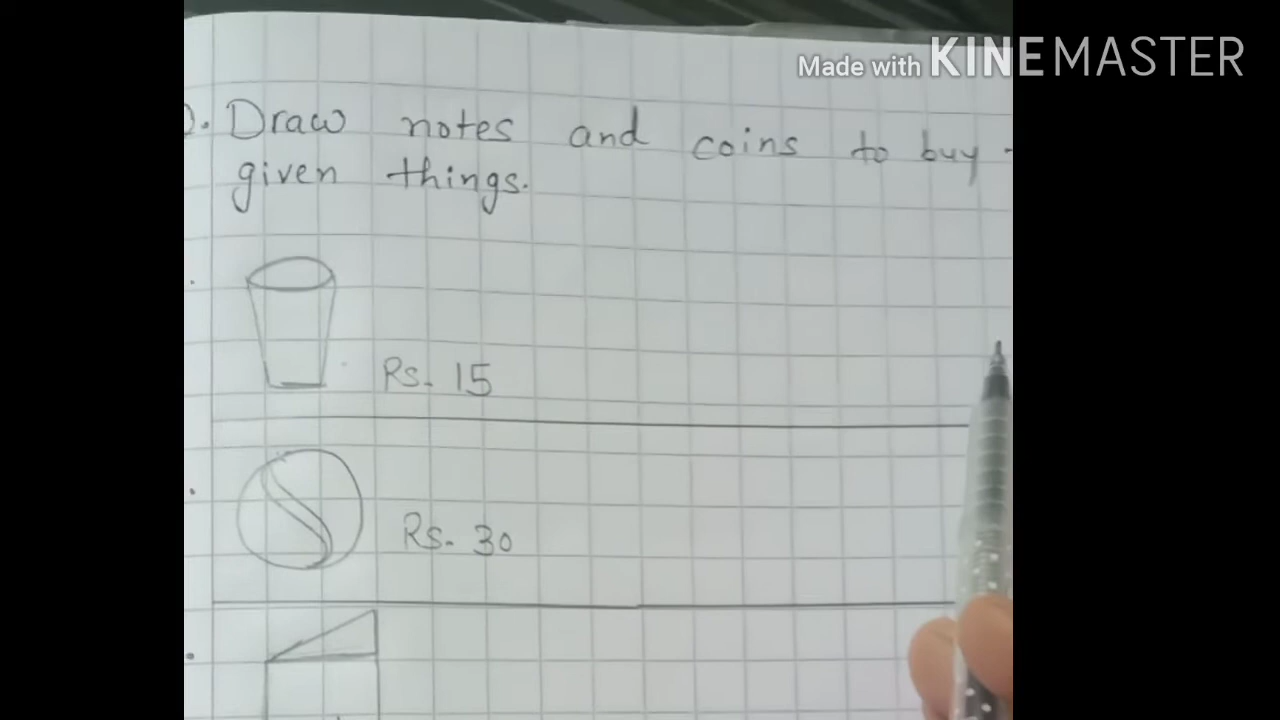 Made with KINEMASTER
Draw notes and coins to buy
given things.
Rs. 15
Rs. 30